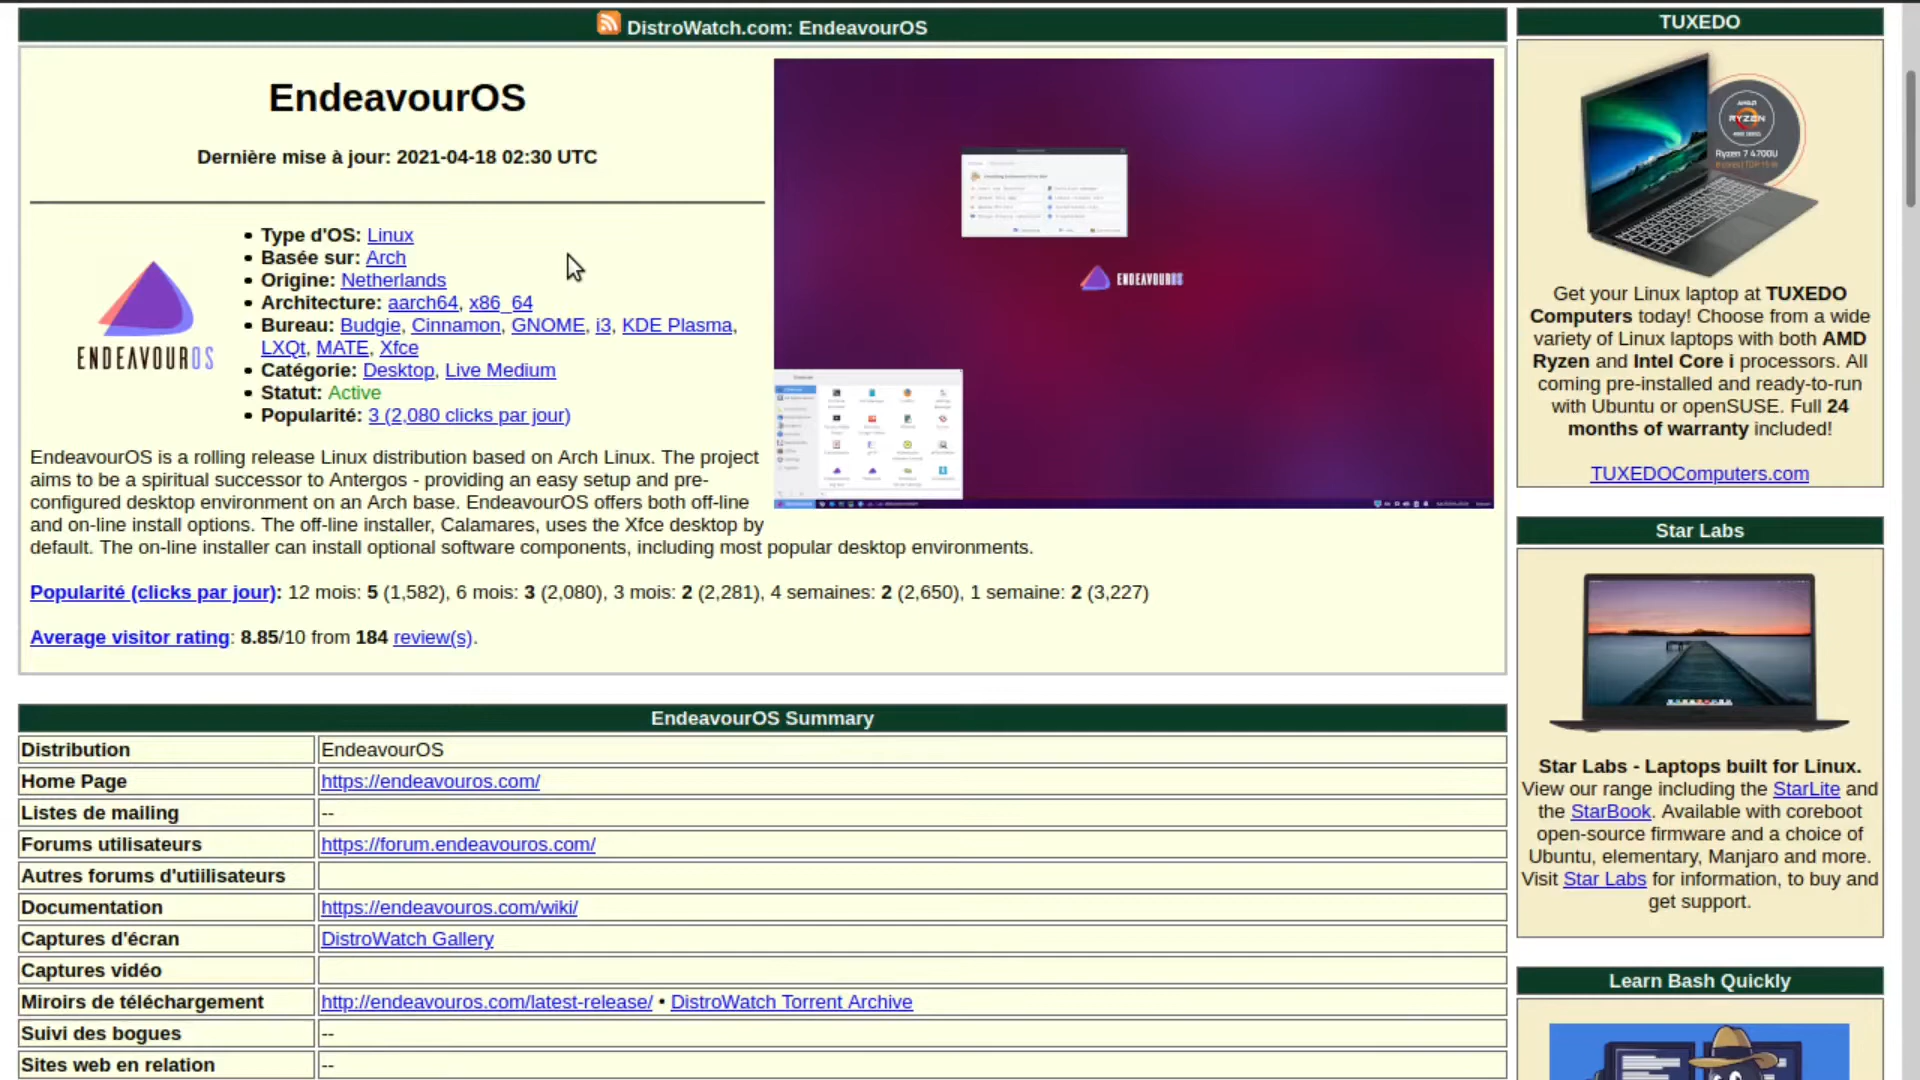 DistroWatch.com: EndeavourOS
EndeavourOS
Dernière mise à jour: 2021-04-18 02:30 UTC
ENDEAVOUROS
Type d'OS: Linux
Basée sur: Arch
Origine: Netherlands
Architecture: aarch64, x86_64
Bureau: Budgie, Cinnamon, GNOME, i3, KDE Plasma,
LXQt, MATE, Xfce
Catégorie: Desktop, Live Medium
Statut: Active
Popularité: 3 (2,080 clicks par jour)
ENDEAVOUROS
EndeavourOS is a rolling release Linux distribution based on Arch Linux. The project
aims to be a spiritual successor to Antergos - providing an easy setup and pre-
configured desktop environment on an Arch base. EndeavourOS offers both off-line
and on-line install options. The off-line installer, Calamares, uses the Xfce desktop by
default. The on-line installer can install optional software components, including most popular desktop environments.
Popularité (clicks par jour): 12 mois: 5 (1,582), 6 mois: 3 (2,080), 3 mois: 2 (2,281), 4 semaines: 2 (2,650), 1 semaine: 2 (3,227)
Average visitor rating: 8.85/10 from 184 review(s).
EndeavourOS Summary
Distribution EndeavourOS
Home Page https://endeavouros.com/
Listes de mailing --
Forums utilisateurs https://forum.endeavouros.com/
Autres forums d'utiilisateurs
Documentation https://endeavouros.com/wiki/
Captures d'écran DistroWatch Gallery
Captures vidéo
Miroirs de téléchargement http://endeavouros.com/latest-release/ • DistroWatch Torrent Archive
Suivi des bogues --
Sites web en relation --
TUXEDO
AMD
RYZEN
Ryzen 7 4700U
Get your Linux laptop at TUXEDO
Computers today! Choose from a wide
variety of Linux laptops with both AMD
Ryzen and Intel Core i processors. All
coming pre-installed and ready-to-run
with Ubuntu or openSUSE. Full 24
months of warranty included!
TUXEDOComputers.com
Star Labs
Star Labs - Laptops built for Linux.
View our range including the StarLite and
the StarBook. Available with coreboot
open-source firmware and a choice of
Ubuntu, elementary, Manjaro and more.
Visit Star Labs for information, to buy and
get support.
Learn Bash Quickly